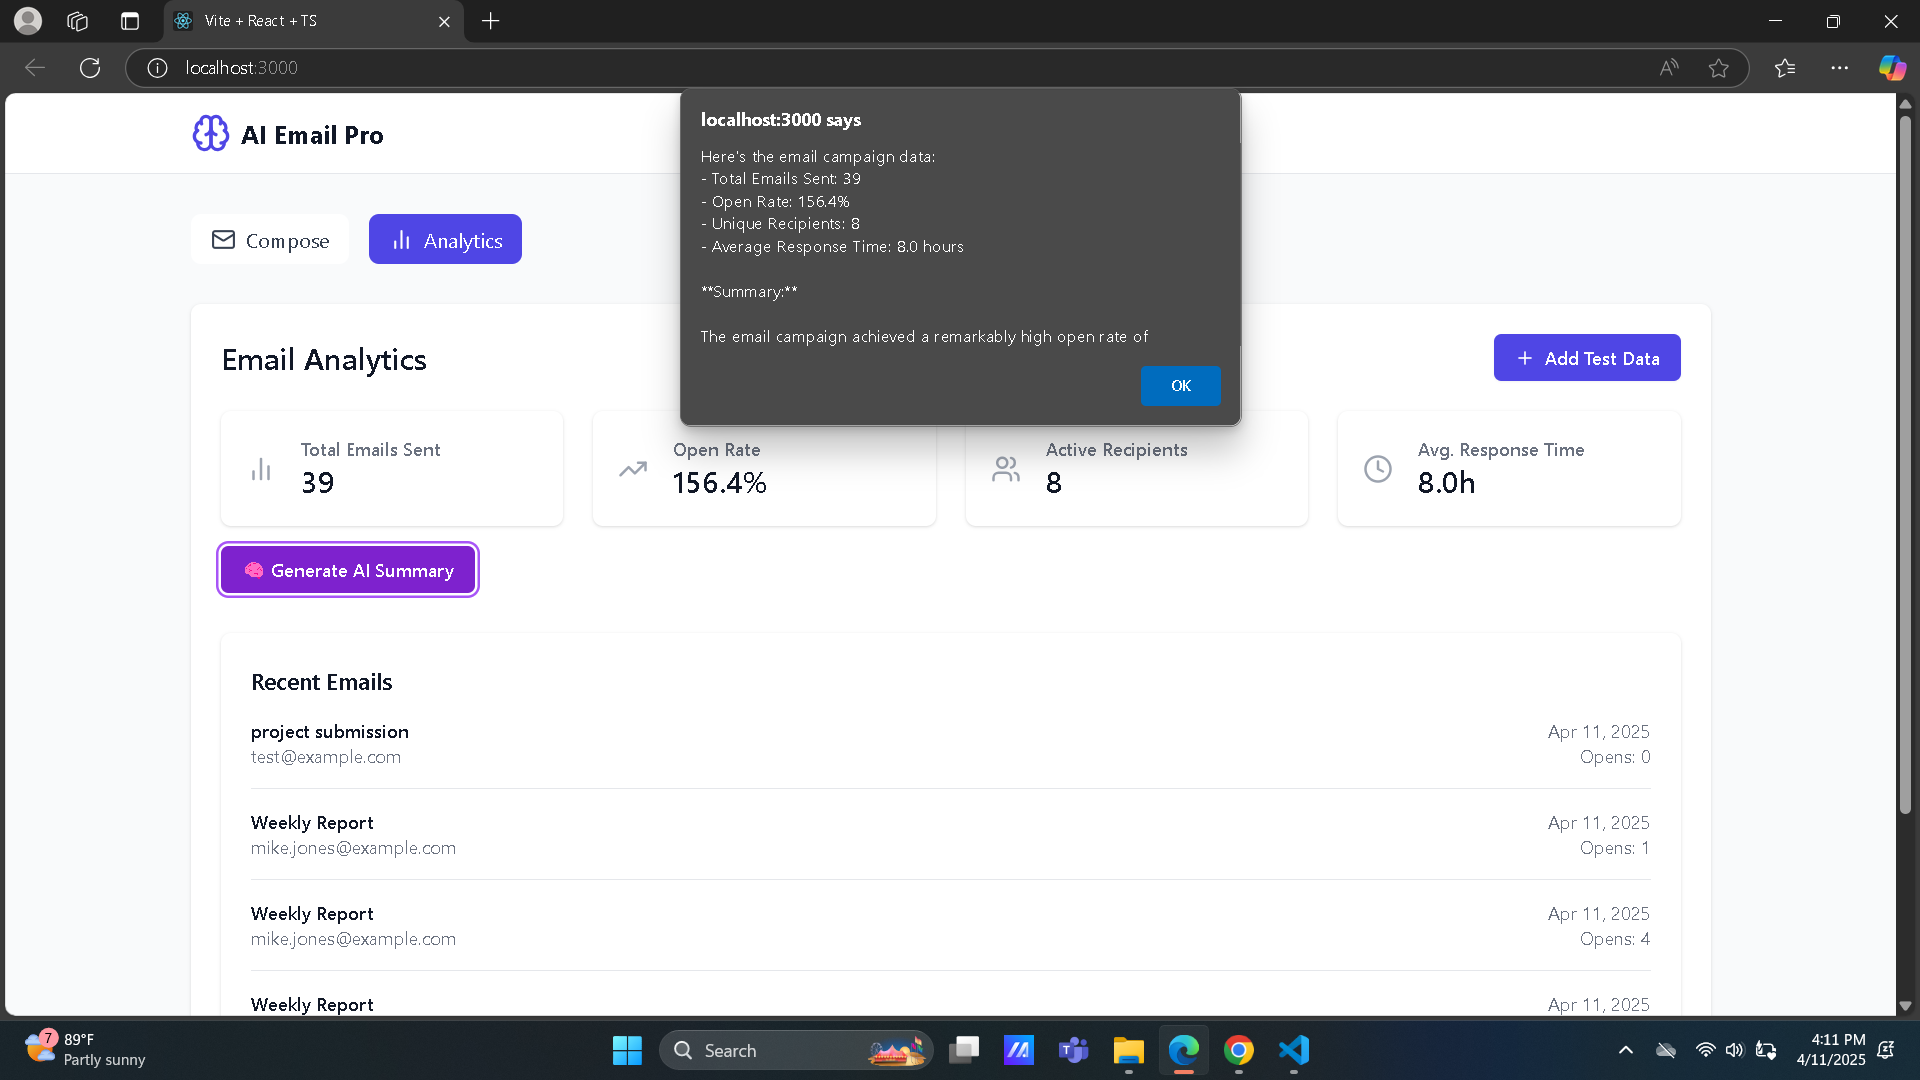 Vite + React + TS
localhost:3000
AI Email Pro
localhost:3000 says
Here's the email campaign data:
- Total Emails Sent: 39
- Open Rate: 156.4%
- Unique Recipients: 8
- Average Response Time: 8.0 hours
**Summary:**
The email campaign achieved a remarkably high open rate of
OK
Compose
Analytics
Email Analytics
Add Test Data
Total Emails Sent
39
Open Rate
156.4%
Active Recipients
8
Avg. Response Time
8.0h
Generate AI Summary
Recent Emails
project submission
Apr 11, 2025
test@example.com
Opens: 0
Weekly Report
Apr 11, 2025
mike.jones@example.com
Opens: 1
Weekly Report
Apr 11, 2025
mike.jones@example.com
Opens: 4
Weekly Report
Apr 11, 2025
7
89°F
Partly sunny
Search
4:11 PM
4/11/2025